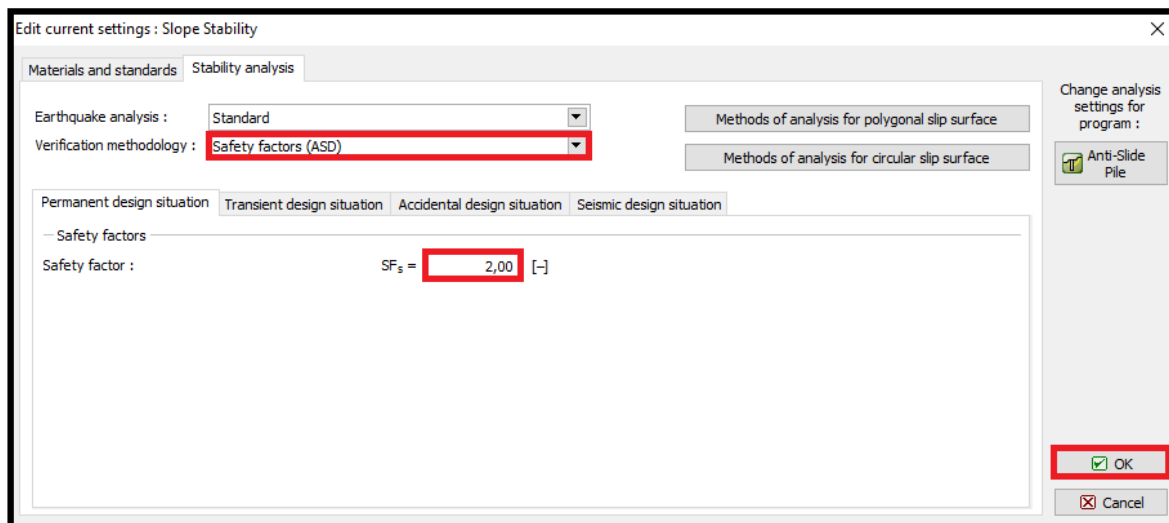 Edit current settings : Slope Stability
Materials and standards Stability analysis
Earthquake analysis : Standard
Verification methodology : Safety factors (ASD)
Methods of analysis for polygonal slip surface
Methods of analysis for circular slip surface
Change analysis
settings for
program :
Anti-Slide
Pile
Permanent design situation Transient design situation Accidental design situation Seismic design situation
Safety factors
Safety factor : SFs = 2,00 [–]
OK
Cancel